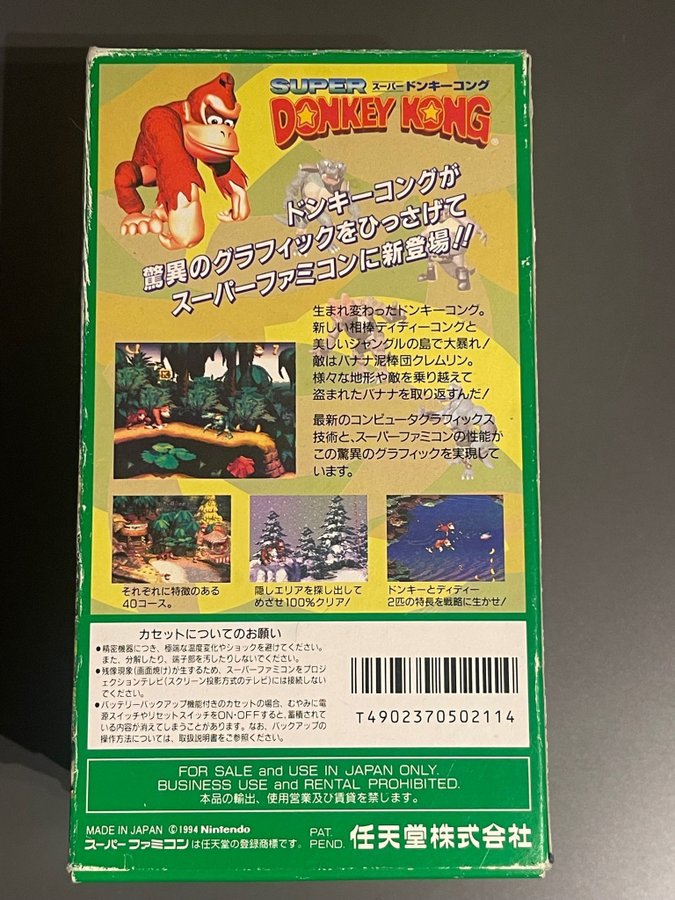 SUPER スーパードンキーコング
DONKEY KONG
ドンキーコングが
驚異のグラフィックをひっさげて
スーパーファミコンに新登場!!
生まれ変わったドンキーコング。
新しい相棒ディディーコングと
美しいジャングルの島で大暴れ!
敵はバナナ泥棒団クレムリン。
様々な地形や敵を乗り越えて
盗まれたバナナを取り返すんだ!
最新のコンピュータグラフィックス
技術と、スーパーファミコンの性能が
この驚異のグラフィックを実現して
います。
それぞれに特徴のある
40コース。
隠しエリアを探し出して
めざせ100%クリア!
ドンキーとディディー
2匹の特長を戦略に生かせ!
カセットについてのお願い
●精密機器につき、極端な温度変化やショックを避けてください。
また、分解したり、端子部を汚したりしないでください。
●残像現象(画面焼け)が生ずるため、スーパーファミコンをプロジ
ェクションテレビ(スクリーン投影方式のテレビ)には接続しない
でください。
●バッテリーバックアップ機能付きのカセットの場合、むやみに電
源スイッチやリセットスイッチをON・OFFすると、蓄積されて
いる内容が消えてしまうことがあります。なお、バックアップの
操作方法については、取扱説明書をご参照ください。
T4902370502114
FOR SALE and USE IN JAPAN ONLY.
BUSINESS USE and RENTAL PROHIBITED.
本品の輸出、使用営業及び賃貸を禁じます。
MADE IN JAPAN ©1994 Nintendo
スーパーファミコンは任天堂の登録商標です。
PAT.
PEND.
任天堂株式会社